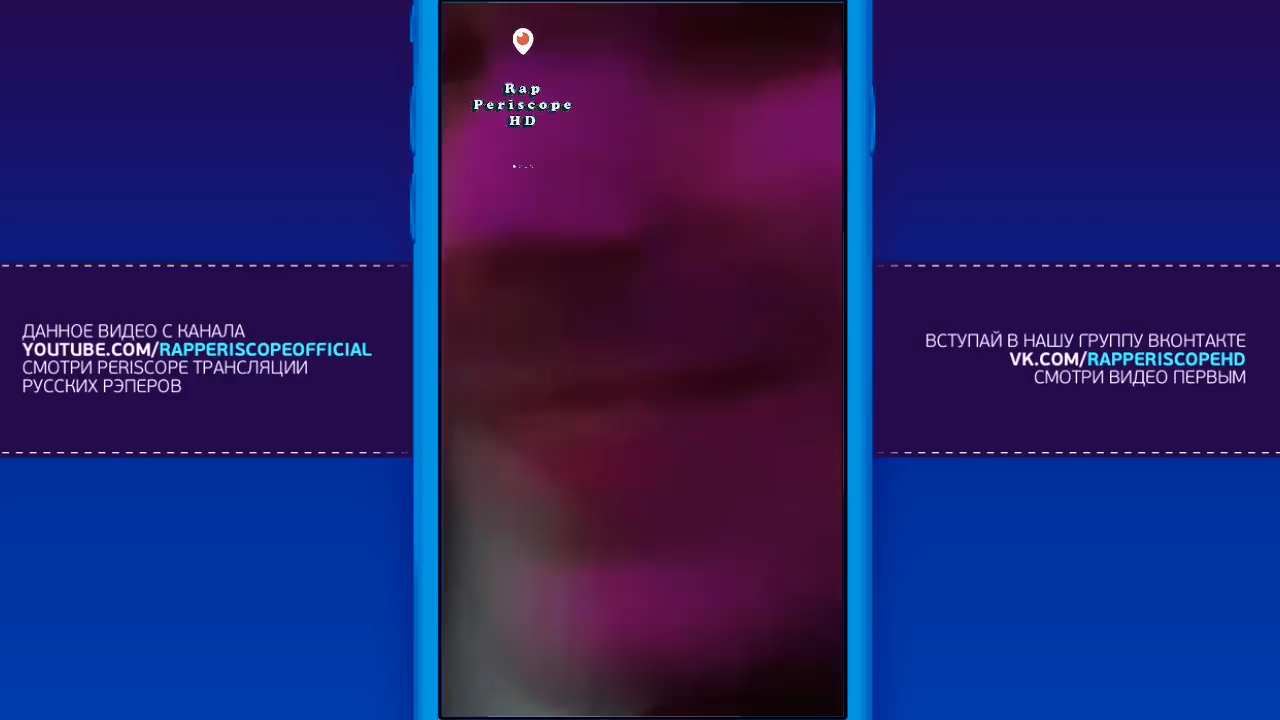 Rap
Periscope
HD
ДАННОЕ ВИДЕО С КАНАЛА
YOUTUBE.COM/RAPPERISCOPEOFFICIAL
СМОТРИ PERISCOPE ТРАНСЛЯЦИИ
РУССКИХ РЭПЕРОВ
ВСТУПАЙ В НАШУ ГРУППУ ВКОНТАКТЕ
VK.COM/RAPPERISCOPEHD
СМОТРИ ВИДЕО ПЕРВЫМ